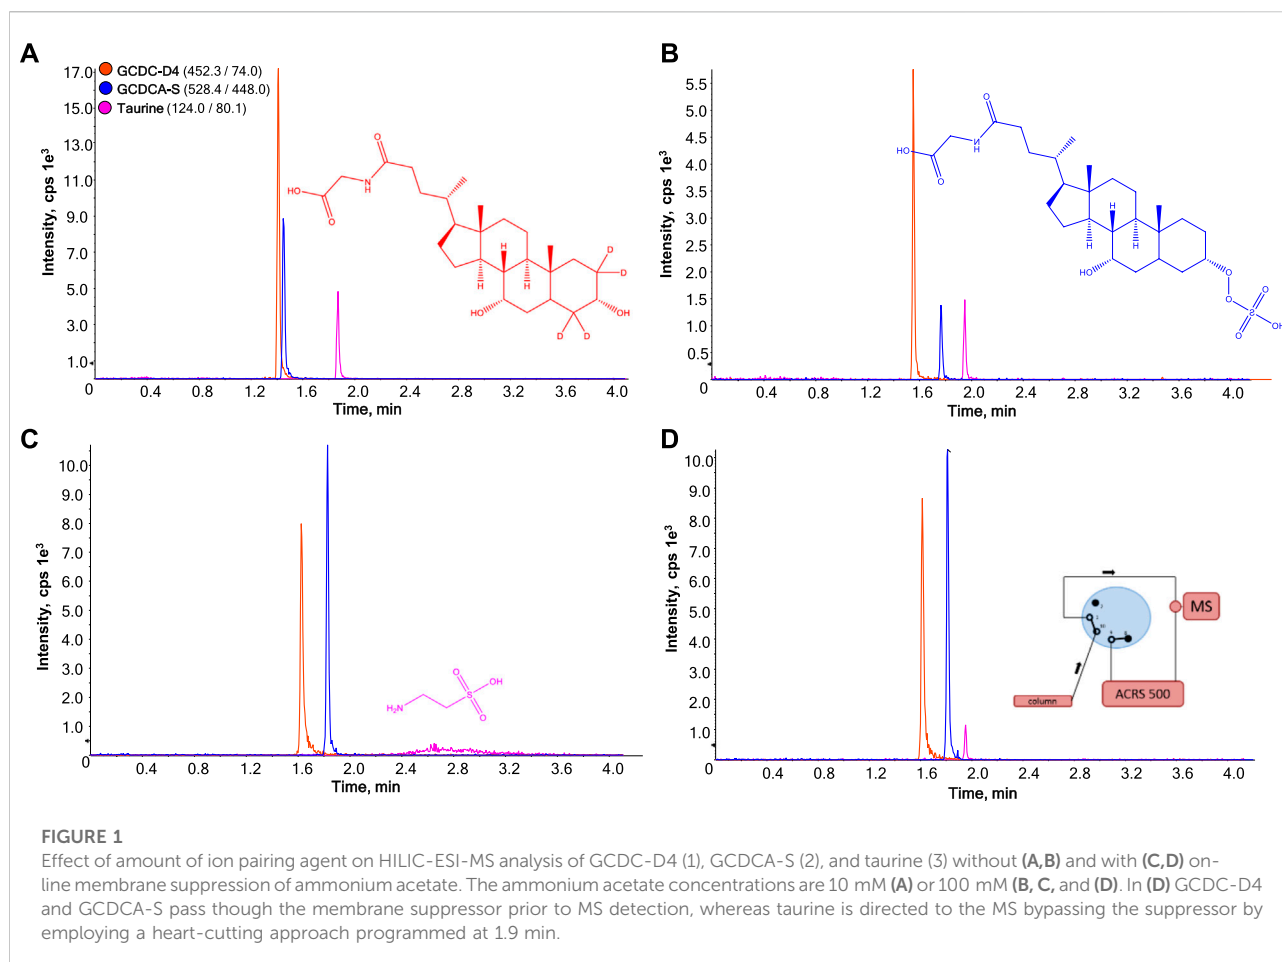 A
GCDC-D4 (452.3 / 74.0)
GCDCA-S (528.4 / 448.0)
Taurine (124.0 / 80.1)
17.0
15.0
13.0
11.0
9.0
7.0
5.0
3.0
1.0
0
0.4 0.8 1.2 1.6 2.0 2.4 2.8 3.2 3.6 4.0
Intensity, cps 1e³
Time, min
O
HO
O
N
H
H
H
H
HO
D
D
OH
D
D
B
5.5
5.0
4.5
4.0
3.5
3.0
2.5
2.0
1.5
1.0
0.5
0
0.4 0.8 1.2 1.6 2.0 2.4 2.8 3.2 3.6 4.0
Intensity, cps 1e³
Time, min
O
HO
O
N
H
H
H
H
HO
O
O
O
S
O
OH
C
10.0
9.0
8.0
7.0
6.0
5.0
4.0
3.0
2.0
1.0
0
0.4 0.8 1.2 1.6 2.0 2.4 2.8 3.2 3.6 4.0
Intensity, cps 1e³
Time, min
O
OH
S
H₂N
O
D
10.0
9.0
8.0
7.0
6.0
5.0
4.0
3.0
2.0
1.0
0
0.4 0.8 1.2 1.6 2.0 2.4 2.8 3.2 3.6 4.0
Intensity, cps 1e³
Time, min
MS
ACRS 500
column
FIGURE 1
Effect of amount of ion pairing agent on HILIC-ESI-MS analysis of GCDC-D4 (1), GCDCA-S (2), and taurine (3) without (A,B) and with (C,D) on-
line membrane suppression of ammonium acetate. The ammonium acetate concentrations are 10 mM (A) or 100 mM (B, C, and (D). In (D) GCDC-D4
and GCDCA-S pass though the membrane suppressor prior to MS detection, whereas taurine is directed to the MS bypassing the suppressor by
employing a heart-cutting approach programmed at 1.9 min.